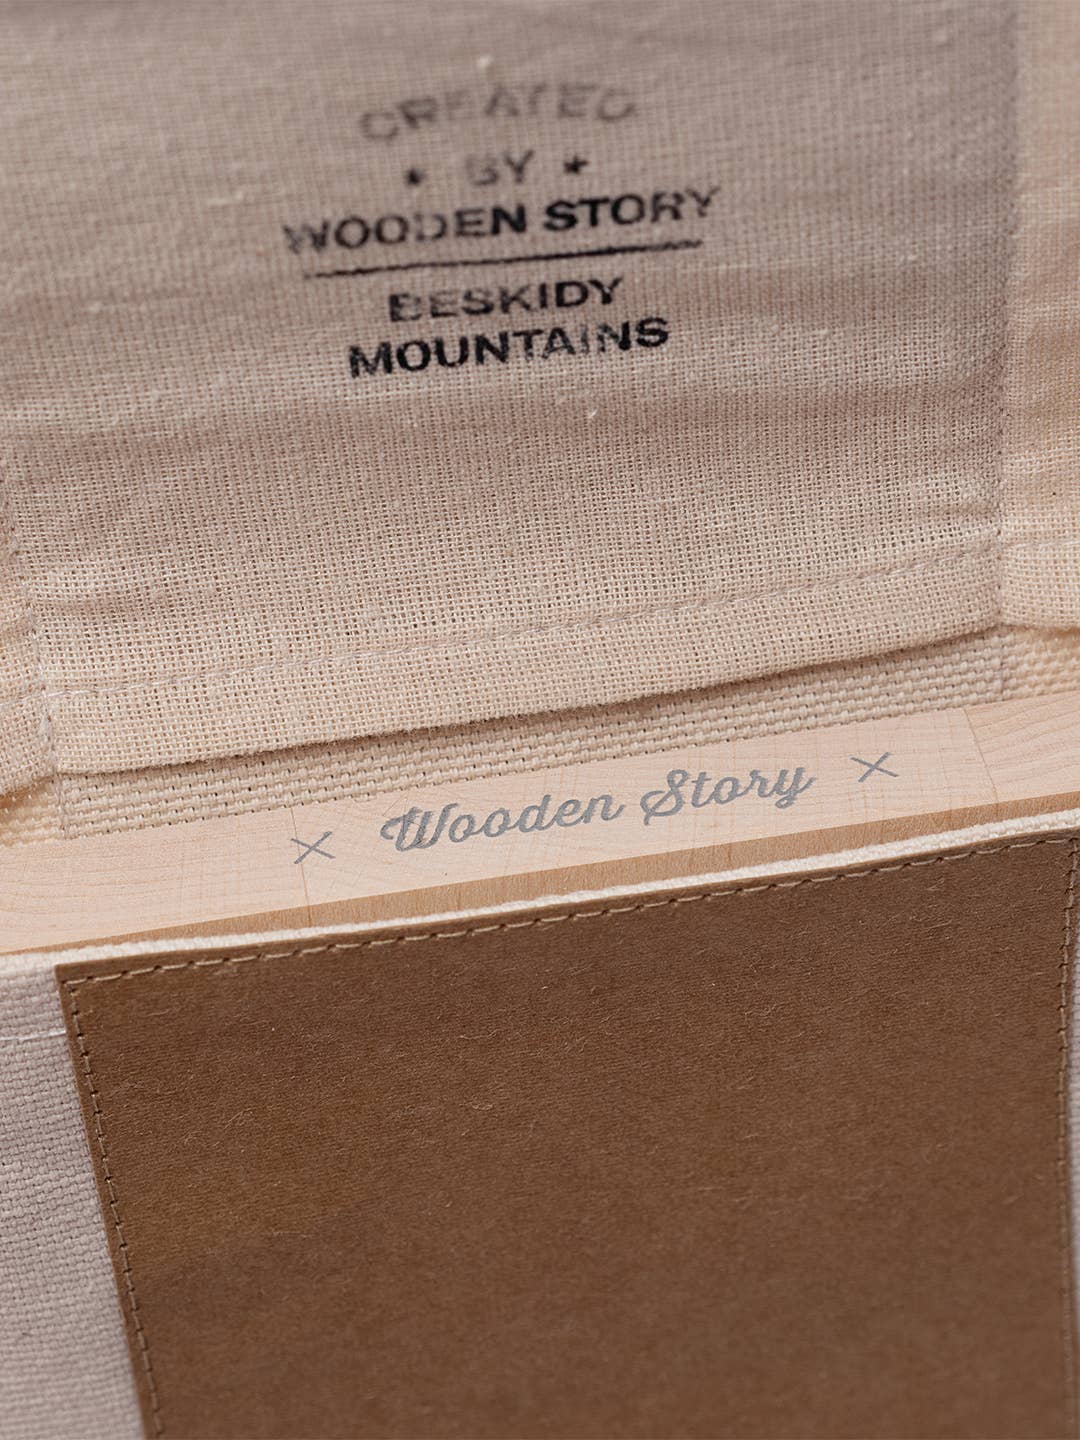 CREATED
★ BY ★
WOODEN STORY
BESKIDY
MOUNTAINS
× Wooden Story ×